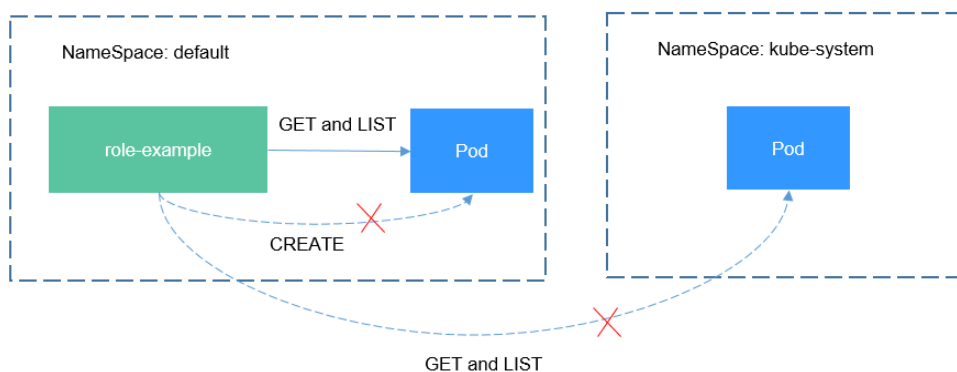 NameSpace: default
NameSpace: kube-system
GET and LIST
role-example
Pod
Pod
CREATE
GET and LIST